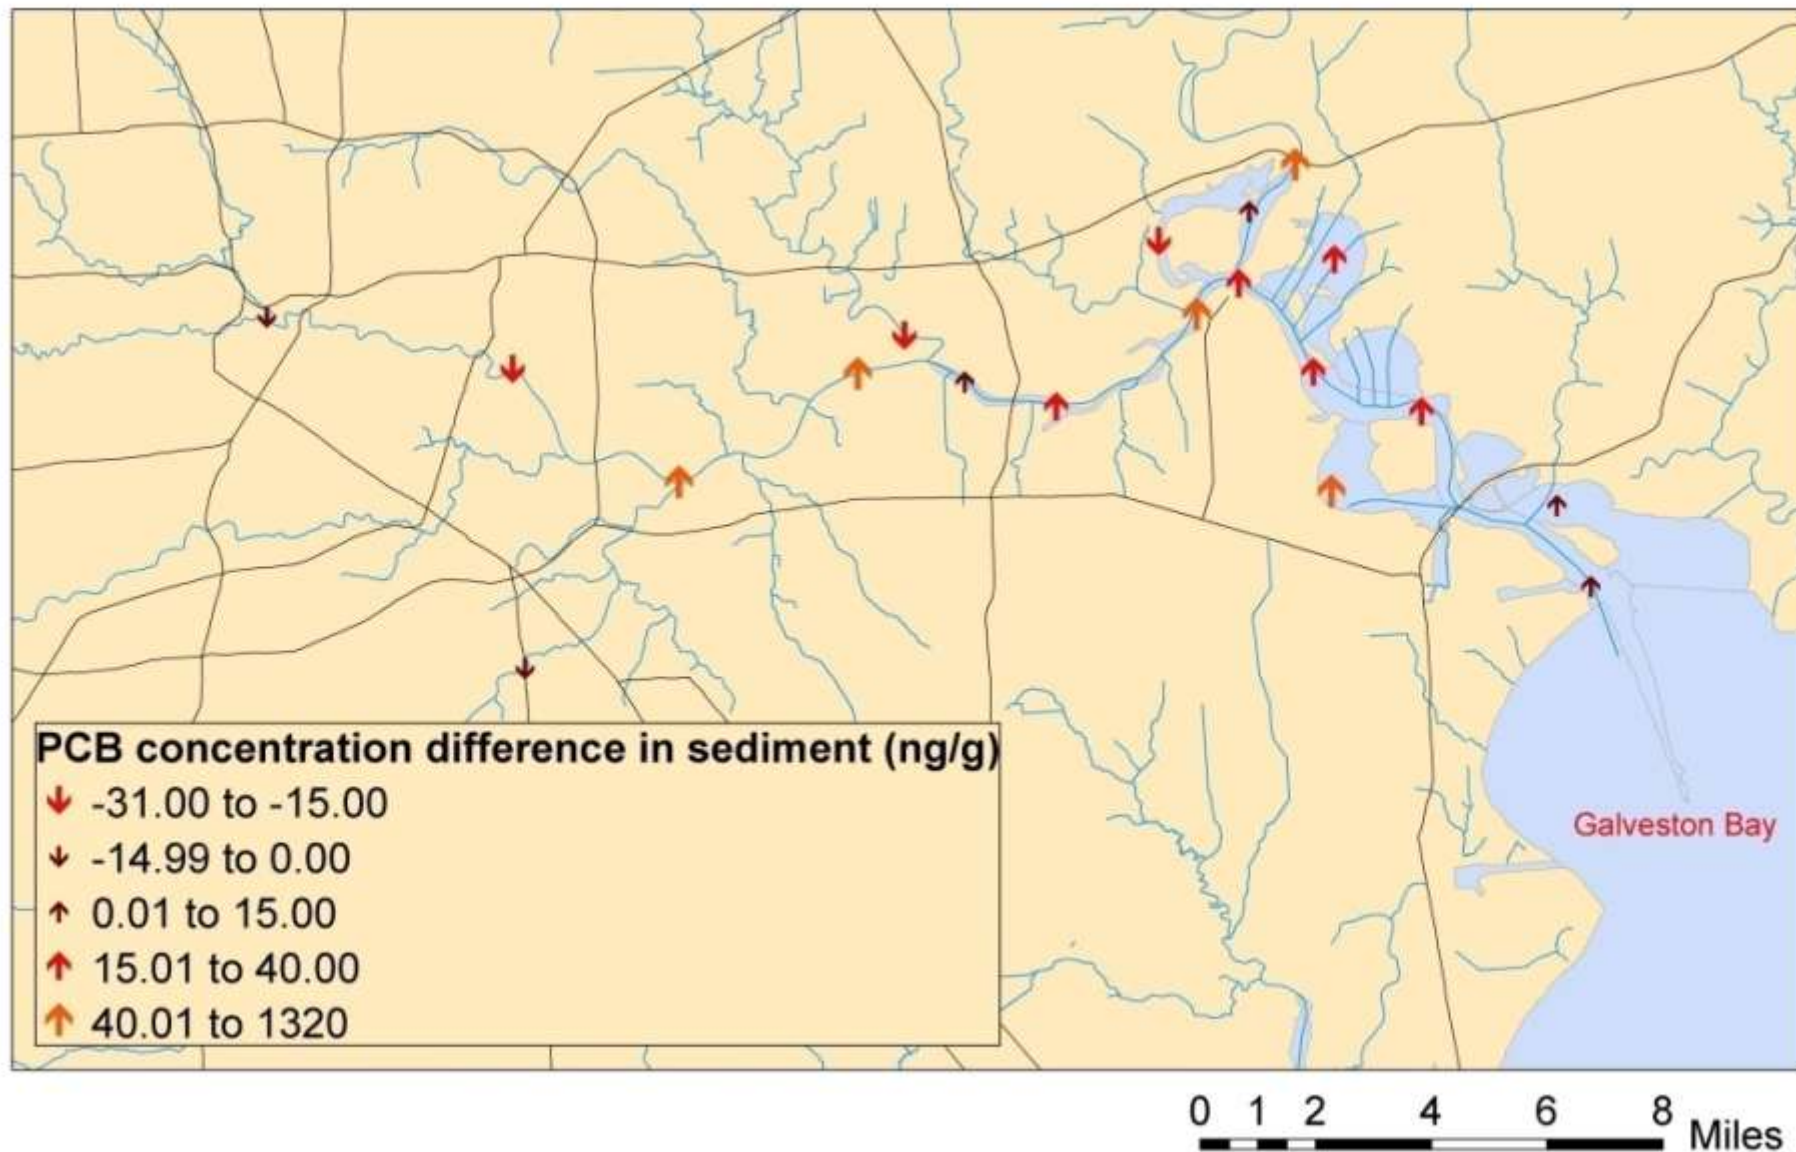 PCB concentration difference in sediment (ng/g)
-31.00 to -15.00
-14.99 to 0.00
0.01 to 15.00
15.01 to 40.00
40.01 to 1320
Galveston Bay
0 1 2 4 6 8
Miles